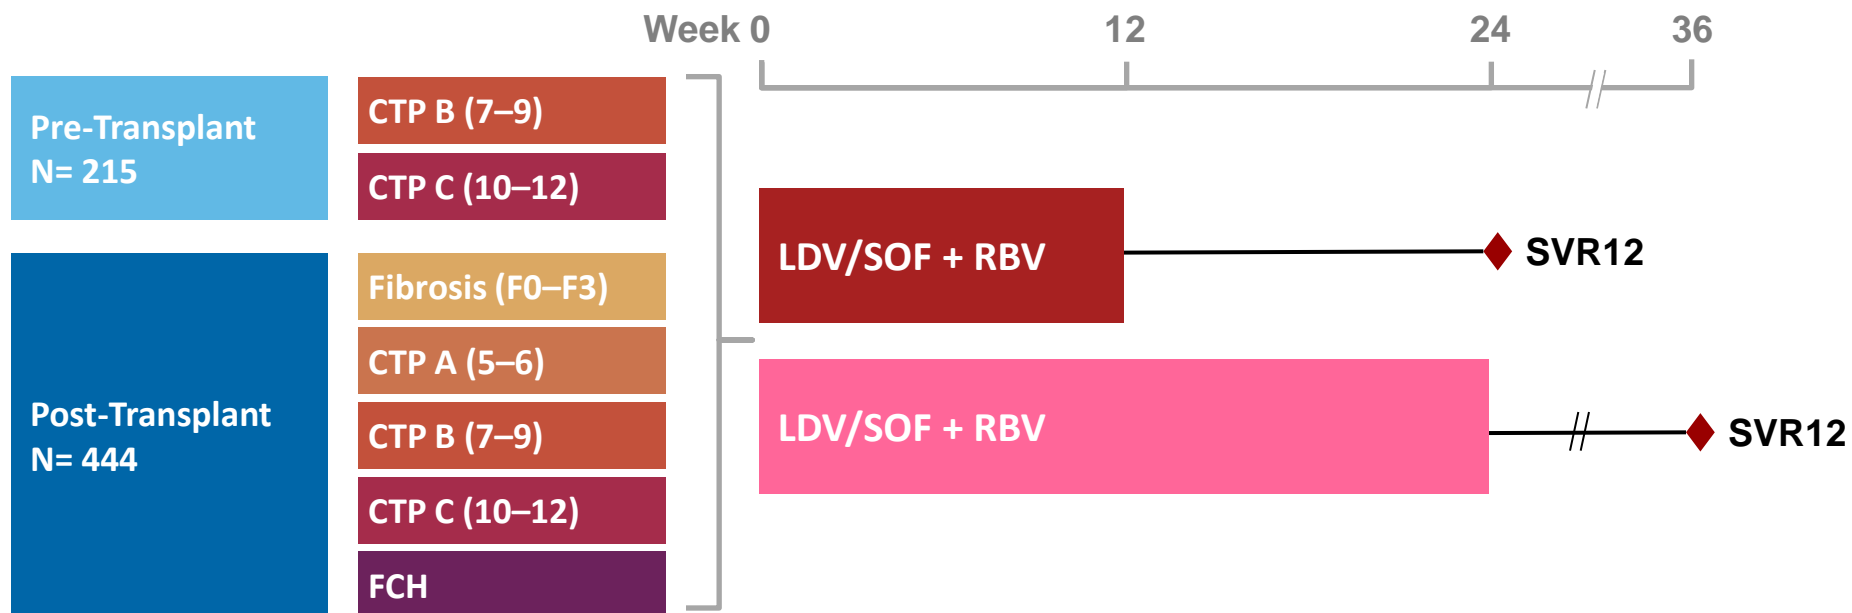 Week 0 12 24 36
Pre-Transplant
N= 215
CTP B (7–9)
CTP C (10–12)
Post-Transplant
N= 444
Fibrosis (F0–F3)
CTP A (5–6)
CTP B (7–9)
CTP C (10–12)
FCH
LDV/SOF + RBV
SVR12
LDV/SOF + RBV
SVR12